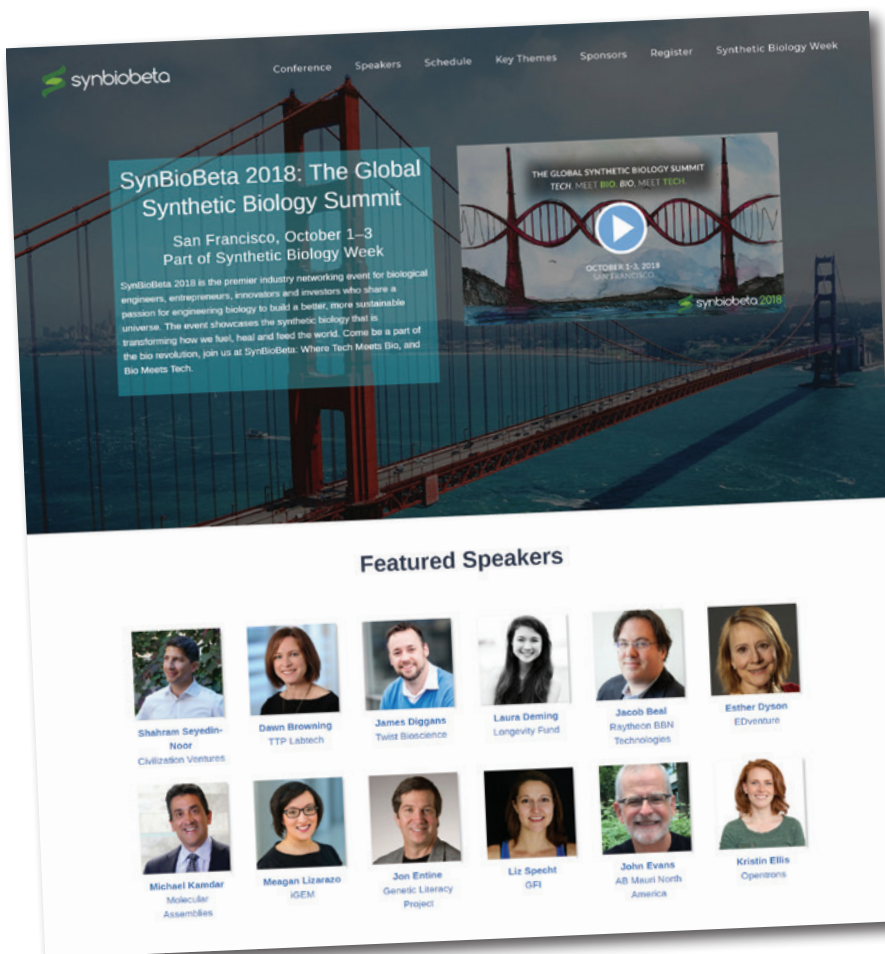 synbiobeta
Conference Speakers Schedule Key Themes Sponsors Register Synthetic Biology Week
SynBioBeta 2018: The Global
Synthetic Biology Summit
San Francisco, October 1–3
Part of Synthetic Biology Week
SynBioBeta 2018 is the premier industry networking event for biological
engineers, entrepreneurs, innovators and investors who share a
passion for engineering biology to build a better, more sustainable
universe. The event showcases the synthetic biology that is
transforming how we fuel, heal and feed the world. Come be a part of
the bio revolution, join us at SynBioBeta: Where Tech Meets Bio, and
Bio Meets Tech.
THE GLOBAL SYNTHETIC BIOLOGY SUMMIT
TECH, MEET BIO. BIO, MEET TECH.
OCTOBER 1-3, 2018
SAN FRANCISCO
synbiobeta 2018
Featured Speakers
Shahram Seyedin-
Noor
Civilization Ventures
Dawn Browning
TTP Labtech
James Diggans
Twist Bioscience
Laura Deming
Longevity Fund
Jacob Beal
Raytheon BBN
Technologies
Esther Dyson
EDventure
Michael Kamdar
Molecular
Assemblies
Meagan Lizarazo
iGEM
Jon Entine
Genetic Literacy
Project
Liz Specht
GFI
John Evans
AB Mauri North
America
Kristin Ellis
Opentrons